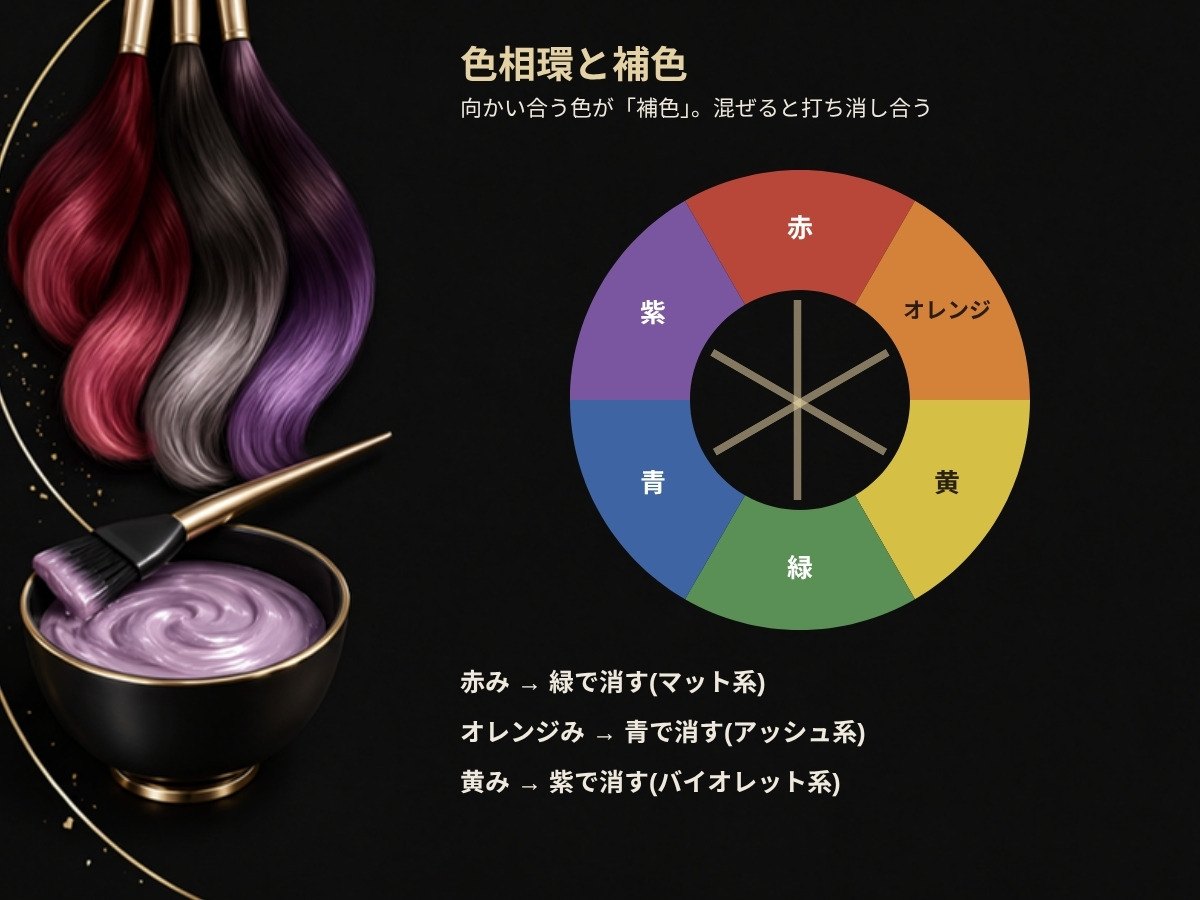 色相環と補色
向かい合う色が「補色」。混ぜると打ち消し合う
赤
オレンジ
紫
青
黄
緑
赤み → 緑で消す(マット系)
オレンジみ → 青で消す(アッシュ系)
黄み → 紫で消す(バイオレット系)